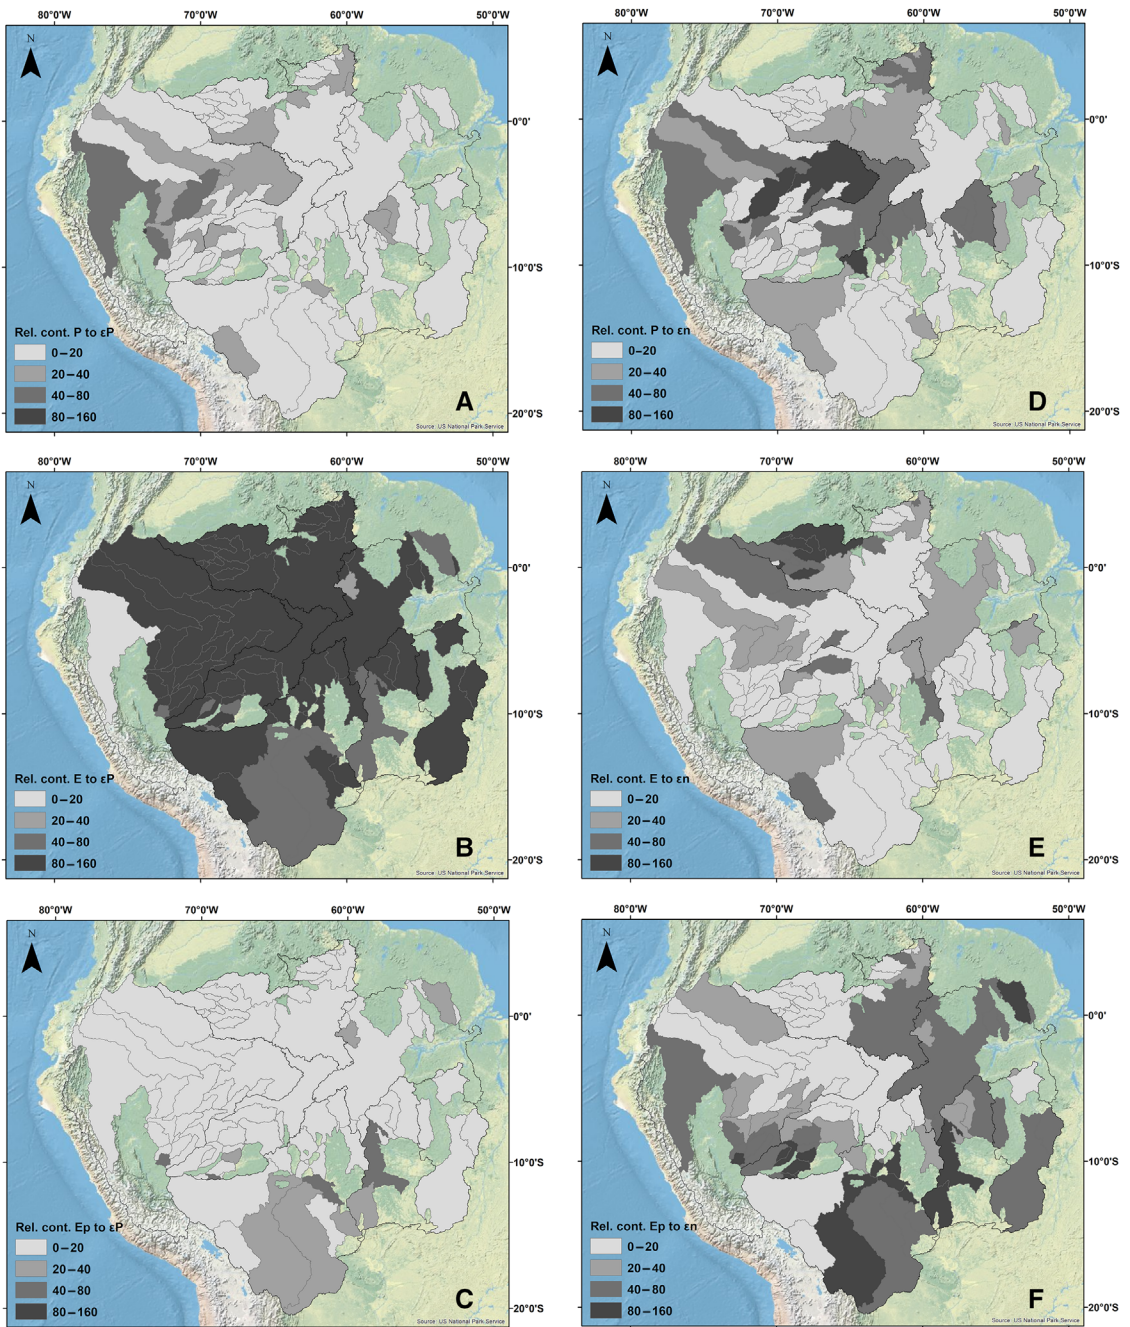 80°0'W 70°0'W 60°0'W 50°0'W
N
0°0'
10°0'S
Rel. cont. P to εP
0–20
20–40
40–80
80–160
A
20°0'S
Source: US National Park Service
80°0'W 70°0'W 60°0'W 50°0'W
N
0°0'
10°0'S
Rel. cont. P to εn
0–20
20–40
40–80
80–160
D
20°0'S
Source: US National Park Service
80°0'W 70°0'W 60°0'W 50°0'W
N
0°0'
10°0'S
Rel. cont. E to εP
0–20
20–40
40–80
80–160
B
20°0'S
Source: US National Park Service
80°0'W 70°0'W 60°0'W 50°0'W
N
0°0'
10°0'S
Rel. cont. E to εn
0–20
20–40
40–80
80–160
E
20°0'S
Source: US National Park Service
80°0'W 70°0'W 60°0'W 50°0'W
N
0°0'
10°0'S
Rel. cont. Ep to εP
0–20
20–40
40–80
80–160
C
20°0'S
Source: US National Park Service
80°0'W 70°0'W 60°0'W 50°0'W
N
0°0'
10°0'S
Rel. cont. Ep to εn
0–20
20–40
40–80
80–160
F
20°0'S
Source: US National Park Service